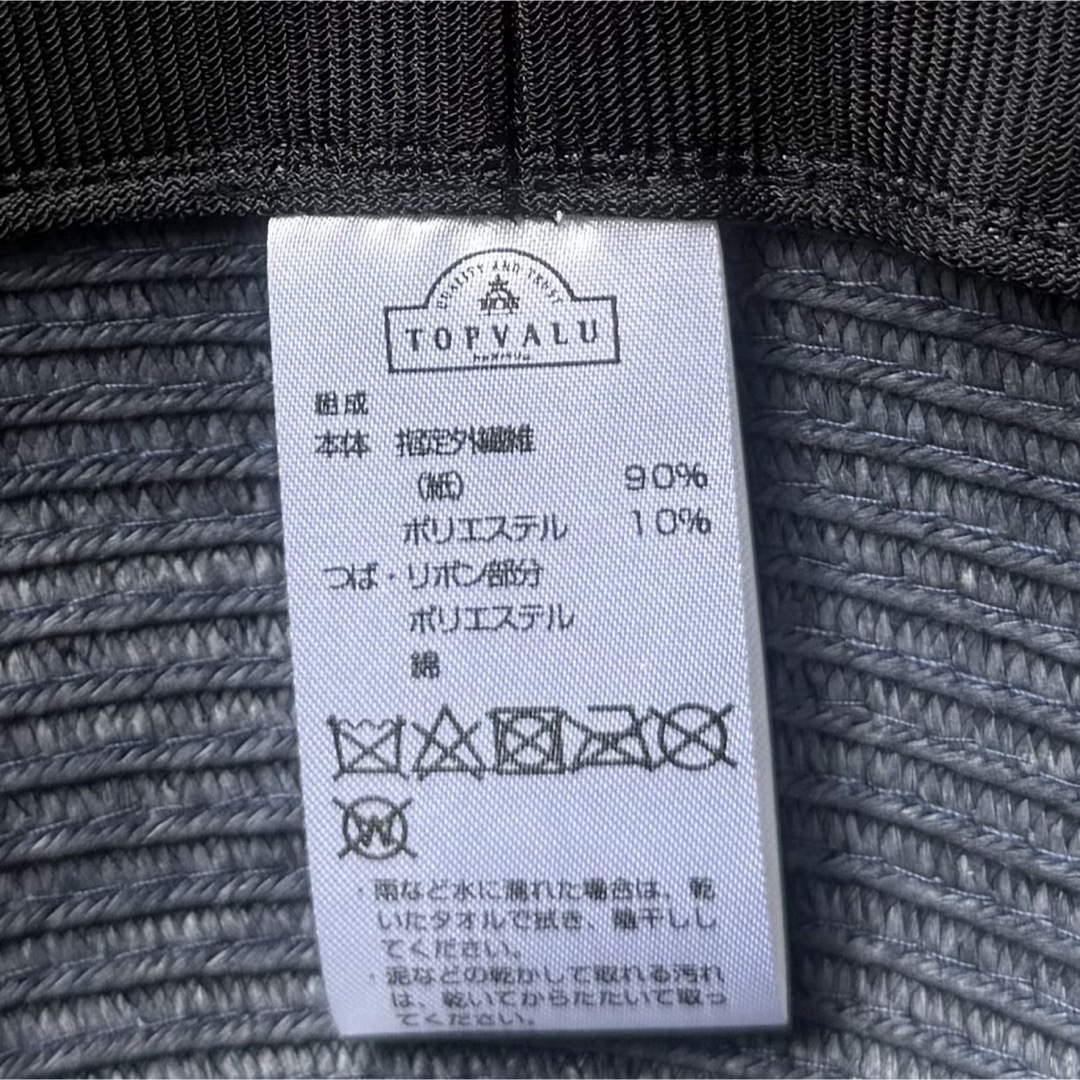 QUALITY AND TRUST
TOPVALU
トップバリュ
組成
本体 指定外繊維
(紙) 90%
ポリエステル 10%
つば・リボン部分
ポリエステル
綿
W
・雨など水に濡れた場合は、乾
いたタオルで拭き、陰干しし
てください。
・泥などの乾かして取れる汚れ
は、乾いてからたたいて取っ
てください。